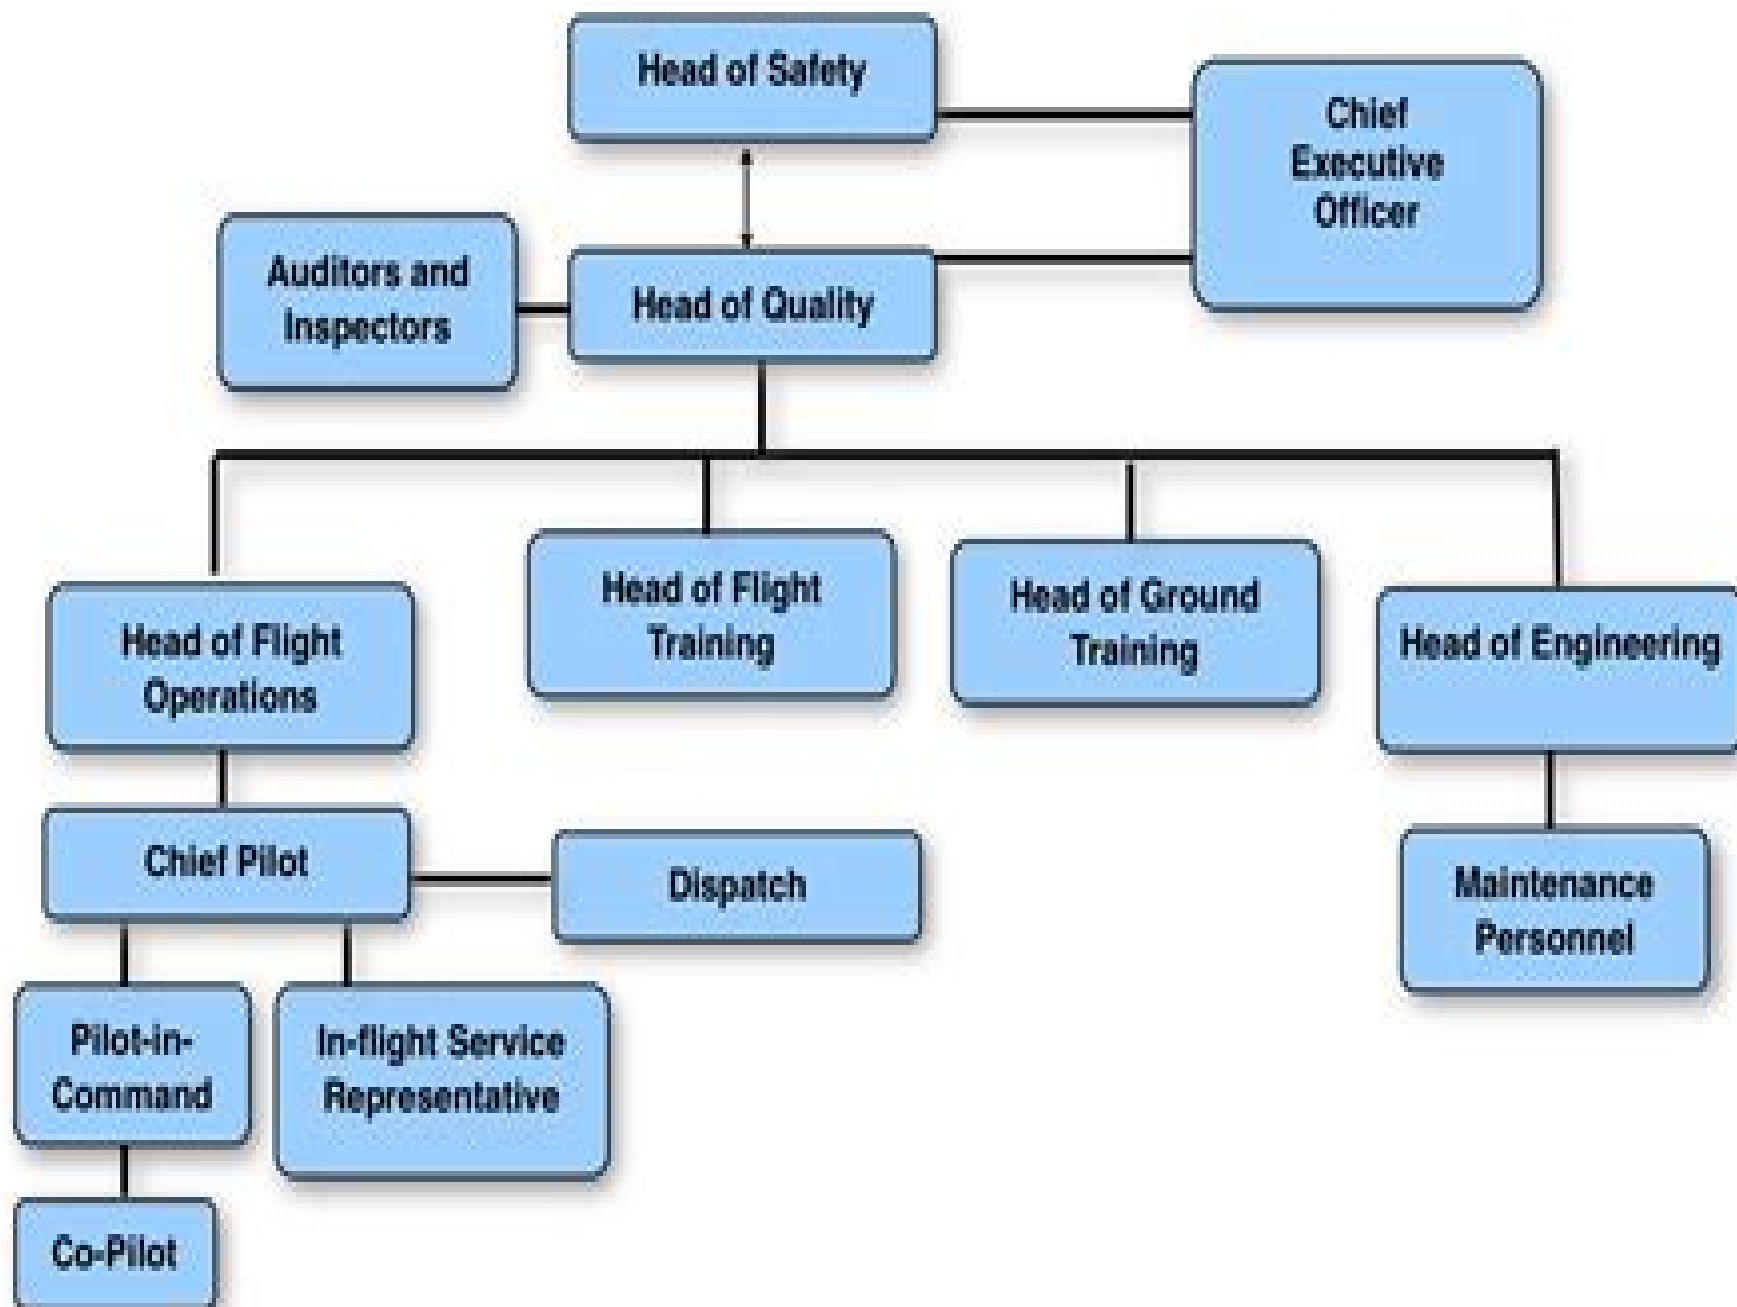 Head of Safety
Chief
Executive
Officer
Auditors and
Inspectors
Head of Quality
Head of Flight
Operations
Head of Flight
Training
Head of Ground
Training
Head of Engineering
Chief Pilot
Dispatch
Maintenance
Personnel
Pilot-in-
Command
In-flight Service
Representative
Co-Pilot